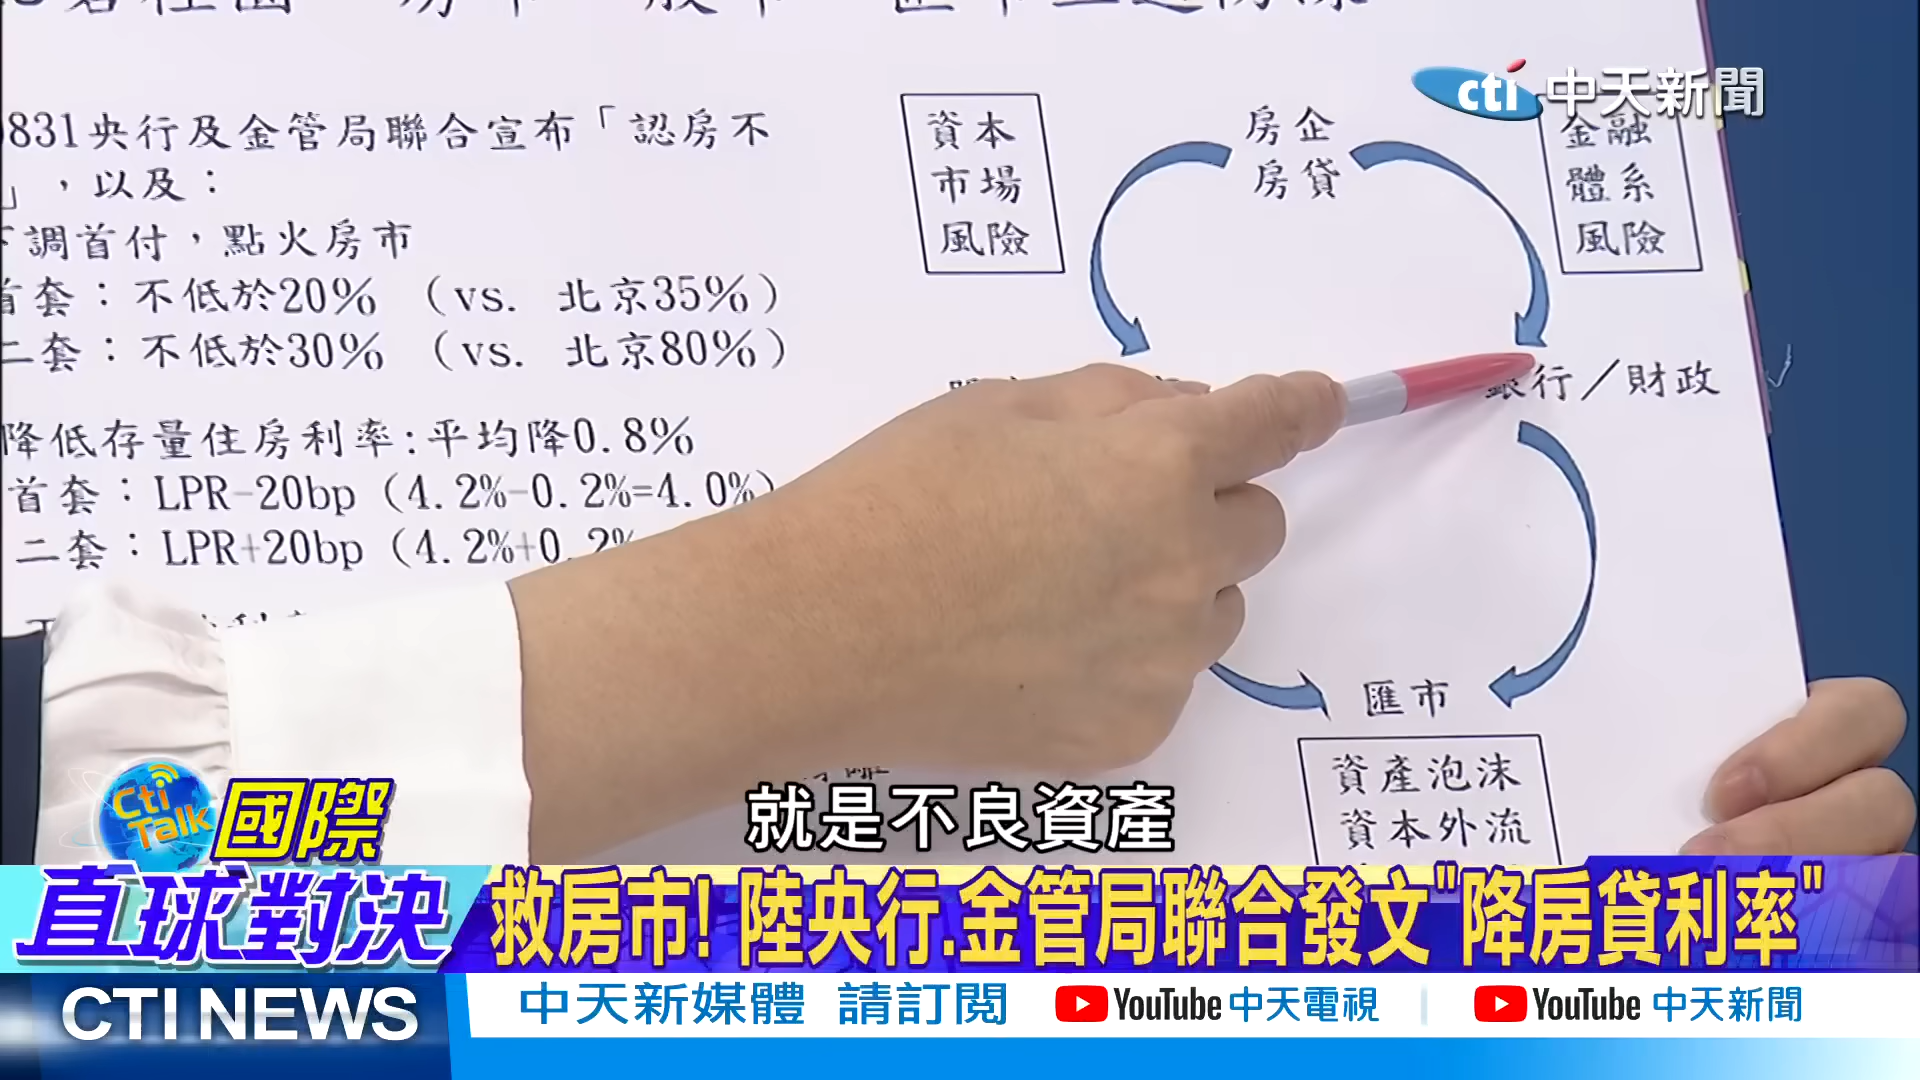 0831央行及金管局聯合宣布「認房不
」，以及：
下調首付，點火房市
首套：不低於20% （vs. 北京35%）
二套：不低於30% （vs. 北京80%）
降低存量住房利率:平均降0.8%
首套：LPR-20bp（4.2%-0.2%=4.0%）
二套：LPR+20bp（4.2%+0.2%
資本
市場
風險
房企
房貸
金融
體系
風險
銀行／財政
匯市
資產泡沫
資本外流
cti 中天新聞
就是不良資產
Cti Talk
國際
直球對決
救房市! 陸央行.金管局聯合發文"降房貸利率"
CTI NEWS
中天新媒體 請訂閱 YouTube 中天電視 | YouTube 中天新聞